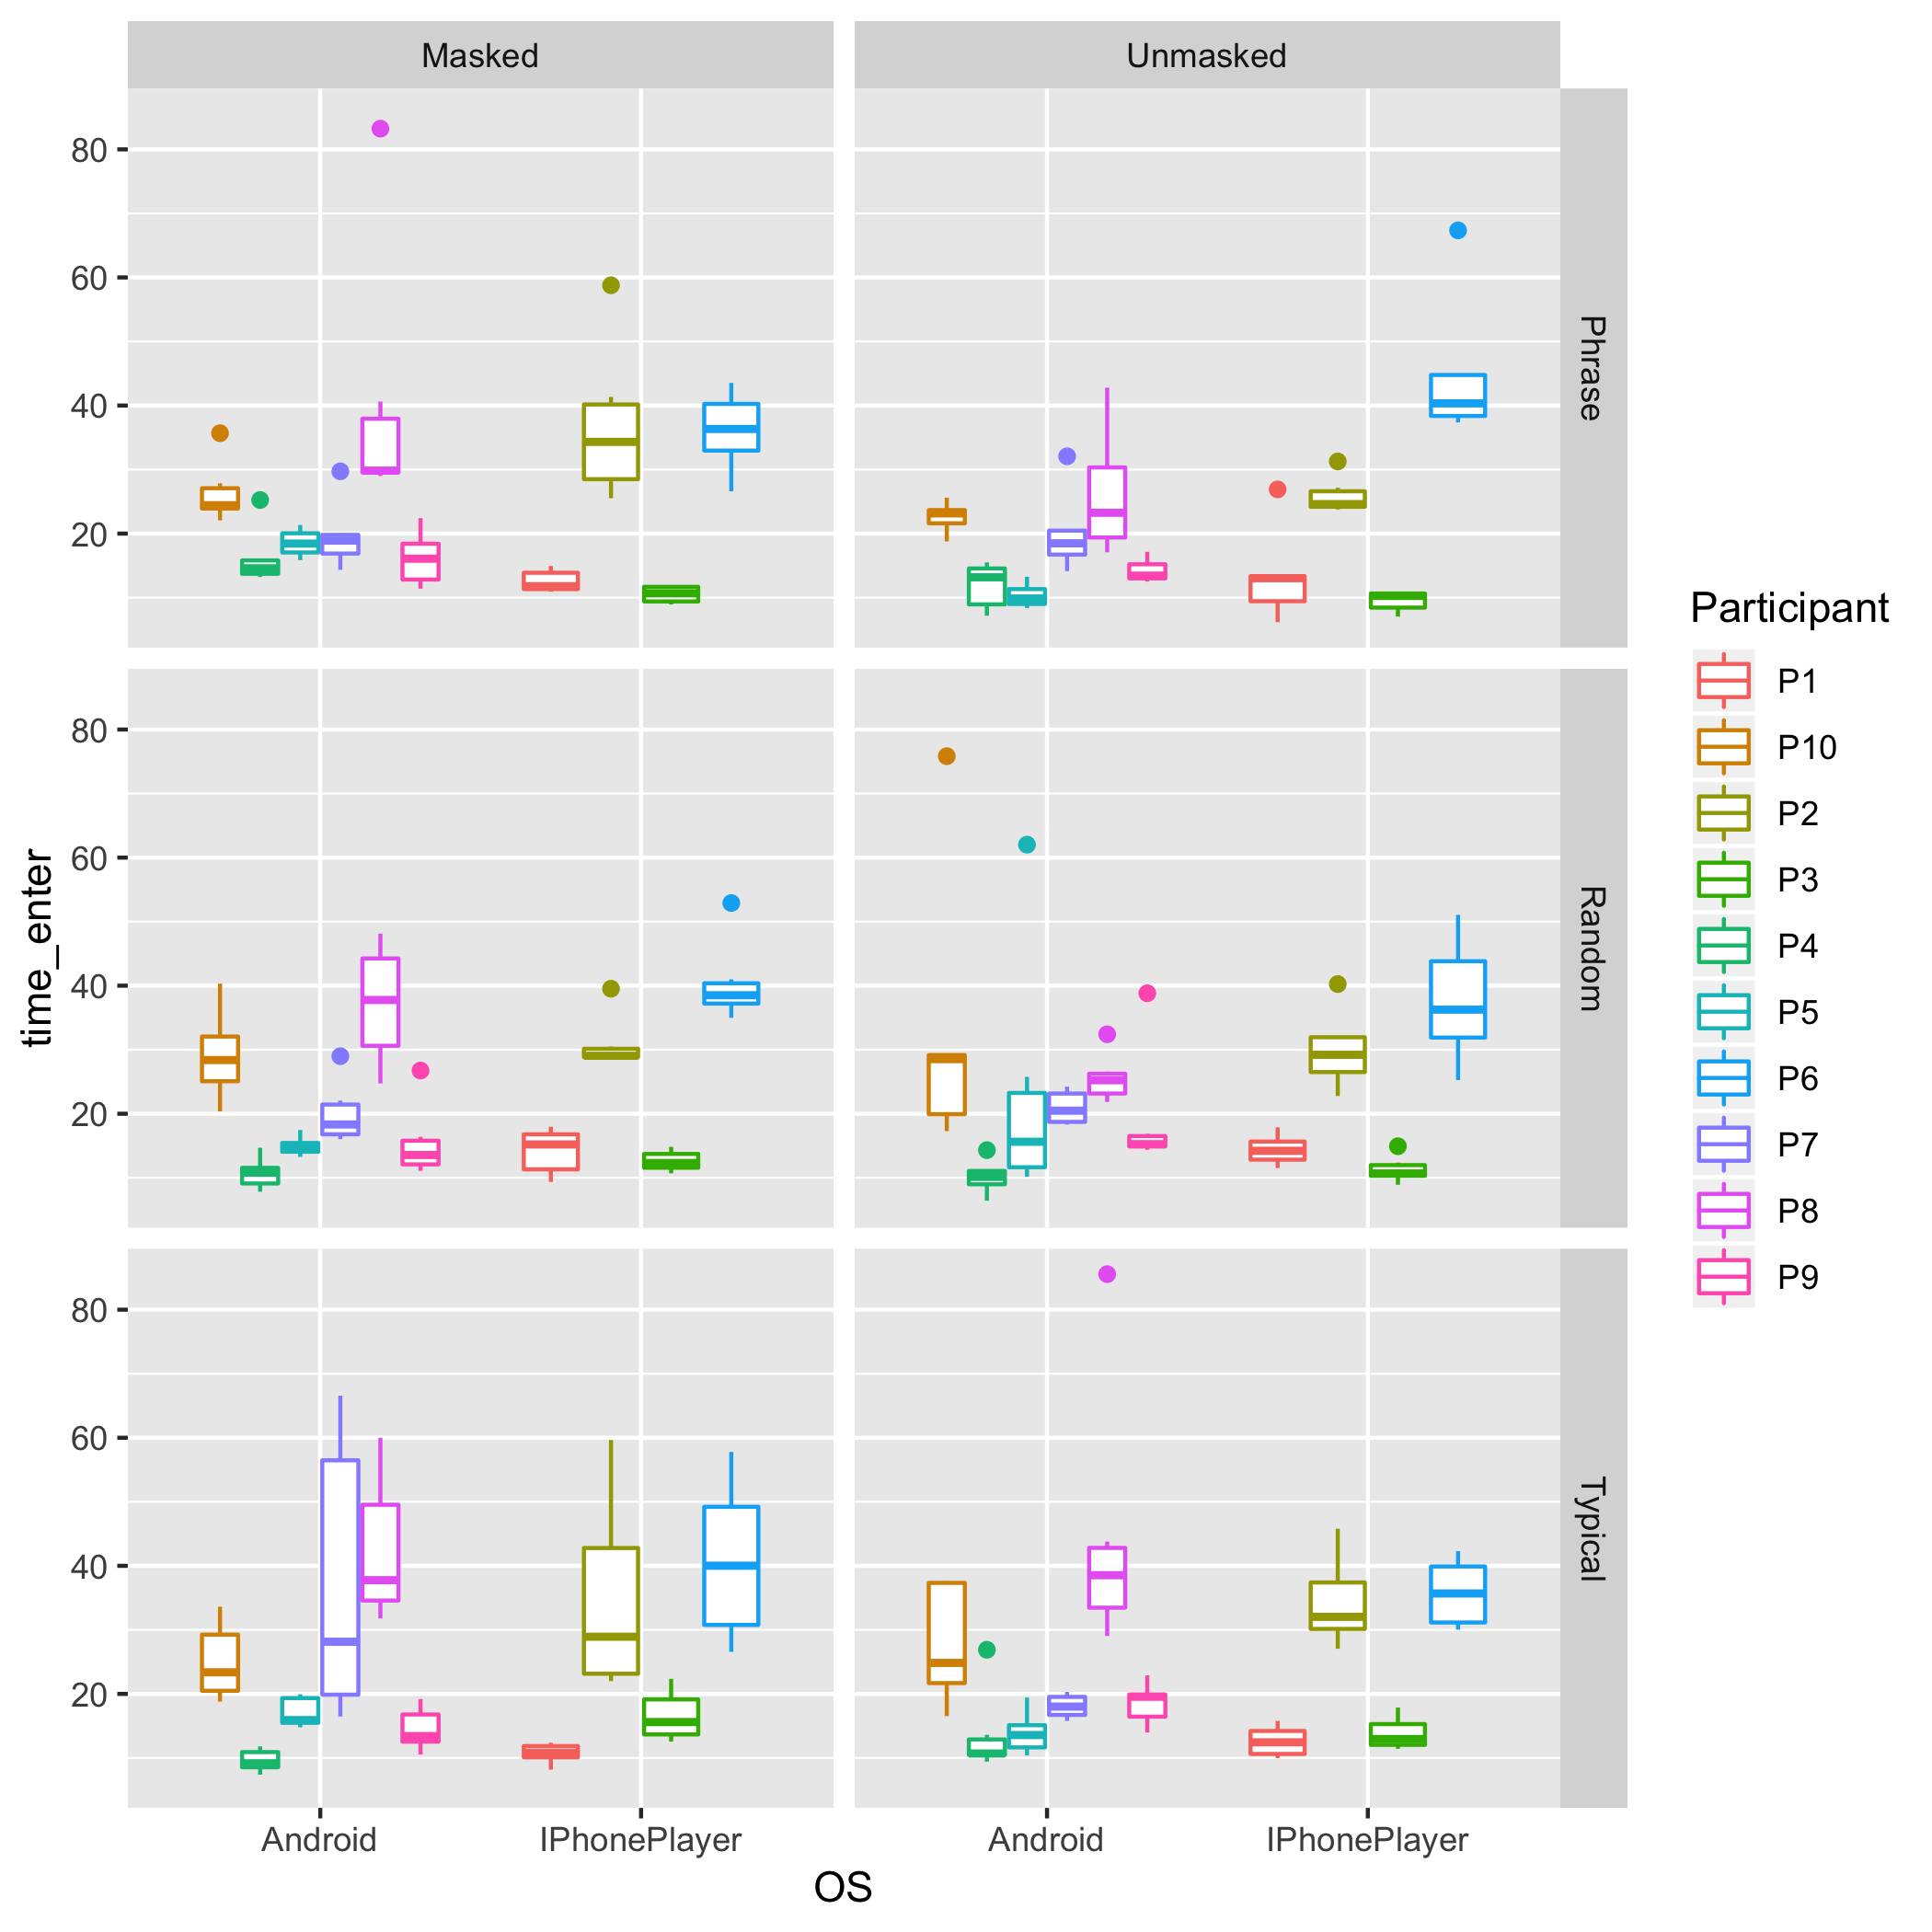 Masked
Unmasked
80
60
40
20
Phrase
80
60
40
20
Random
80
60
40
20
Typical
time_enter
Android
IPhonePlayer
Android
IPhonePlayer
OS
Participant
P1
P10
P2
P3
P4
P5
P6
P7
P8
P9